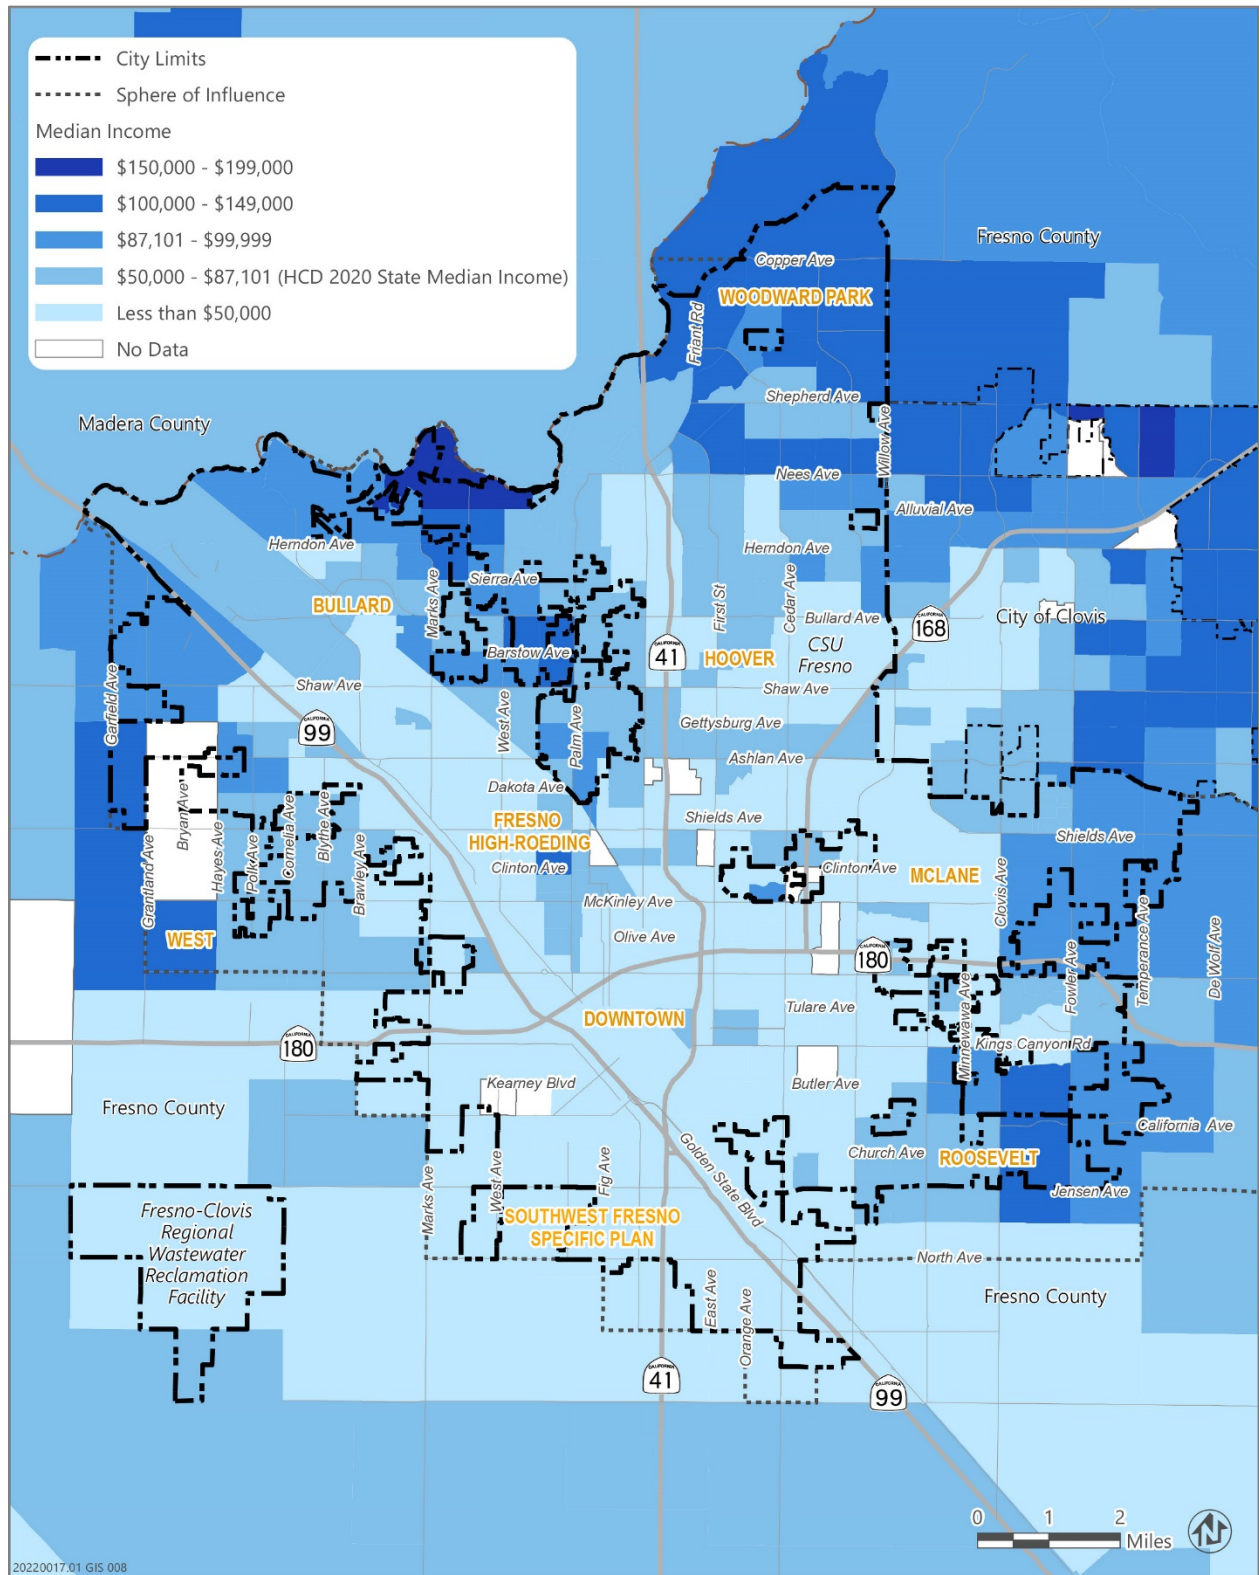 City Limits
Sphere of Influence
Median Income
$150,000 - $199,000
$100,000 - $149,000
$87,101 - $99,999
$50,000 - $87,101 (HCD 2020 State Median Income)
Less than $50,000
No Data
Fresno County
Copper Ave
WOODWARD PARK
Friant Rd
Shepherd Ave
Madera County
Willow Ave
Nees Ave
Alluvial Ave
Herndon Ave
Herndon Ave
Sierra Ave
Marks Ave
BULLARD
First St
Cedar Ave
Bullard Ave
CALIFORNIA
168
City of Clovis
CALIFORNIA
41
Barstow Ave
HOOVER
CSU
Fresno
Shaw Ave
Shaw Ave
Garfield Ave
CALIFORNIA
99
West Ave
Palm Ave
Gettysburg Ave
Ashlan Ave
Dakota Ave
Bryan Ave
Hayes Ave
Polk Ave
Cornelia Ave
Blythe Ave
Brawley Ave
Grantland Ave
FRESNO
HIGH-ROEDING
Shields Ave
Shields Ave
Clinton Ave
Clinton Ave
MCLANE
Clovis Ave
McKinley Ave
WEST
Olive Ave
CALIFORNIA
180
Fowler Ave
Temperance Ave
De Wolf Ave
Minnewawa Ave
DOWNTOWN
Tulare Ave
CALIFORNIA
180
Kings Canyon Rd
Kearney Blvd
Butler Ave
Fresno County
California Ave
Golden State Blvd
Church Ave
ROOSEVELT
Jensen Ave
Marks Ave
West Ave
Fig Ave
SOUTHWEST FRESNO
SPECIFIC PLAN
Fresno-Clovis
Regional
Wastewater
Reclamation
Facility
North Ave
East Ave
Orange Ave
Fresno County
CALIFORNIA
41
CALIFORNIA
99
0 1 2
Miles
N
20220017.01 GIS 008